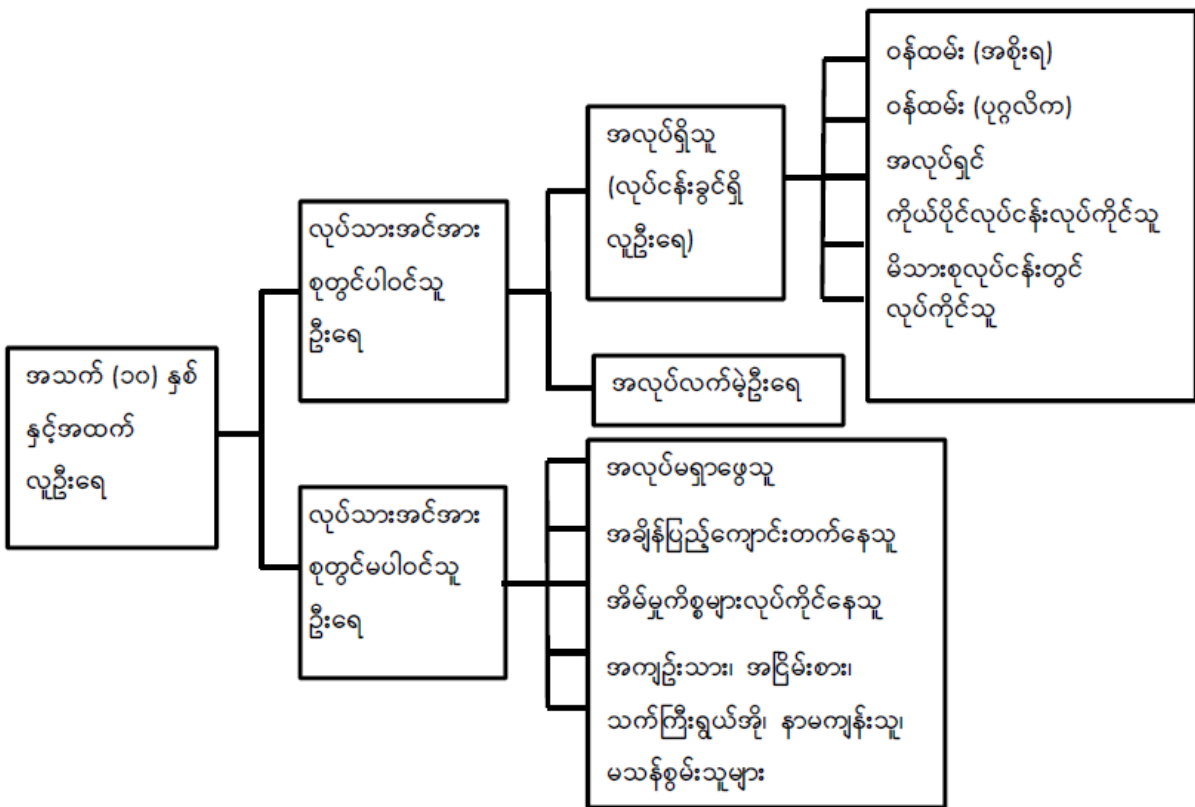 အသက် (၁၀) နှစ်
နှင့်အထက်
လူဦးရေ
လုပ်သားအင်အား
စုတွင်ပါဝင်သူ
ဦးရေ
အလုပ်ရှိသူ
(လုပ်ငန်းခွင်ရှိ
လူဦးရေ)
ဝန်ထမ်း (အစိုးရ)
ဝန်ထမ်း (ပုဂ္ဂလိက)
အလုပ်ရှင်
ကိုယ်ပိုင်လုပ်ငန်းလုပ်ကိုင်သူ
မိသားစုလုပ်ငန်းတွင်
လုပ်ကိုင်သူ
အလုပ်လက်မဲ့ဦးရေ
လုပ်သားအင်အား
စုတွင်မပါဝင်သူ
ဦးရေ
အလုပ်မရှာဖွေသူ
အချိန်ပြည့်ကျောင်းတက်နေသူ
အိမ်မှုကိစ္စများလုပ်ကိုင်နေသူ
အကျဉ်းသား၊ အငြိမ်းစား၊
သက်ကြီးရွယ်အို၊ နာမကျန်းသူ၊
မသန်စွမ်းသူများ